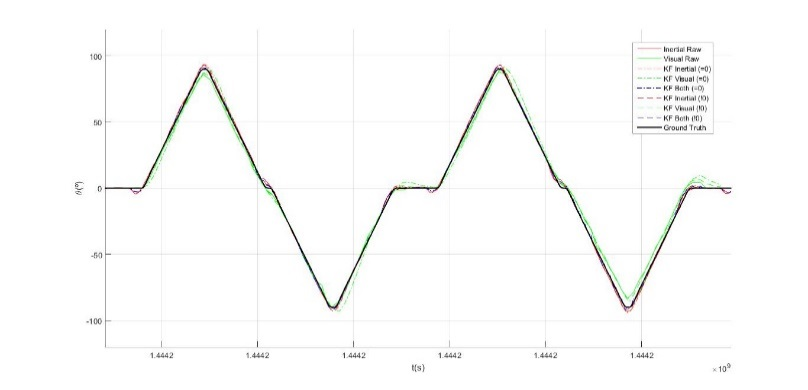 100
50
0
-50
-100
θ(º)
1.4442 1.4442 1.4442 1.4442 1.4442 1.4442
t(s)
×10⁹
Inertial Raw
Visual Raw
KF Inertial (=0)
KF Visual (=0)
KF Both (=0)
KF Inertial (!0)
KF Visual (!0)
KF Both (!0)
Ground Truth